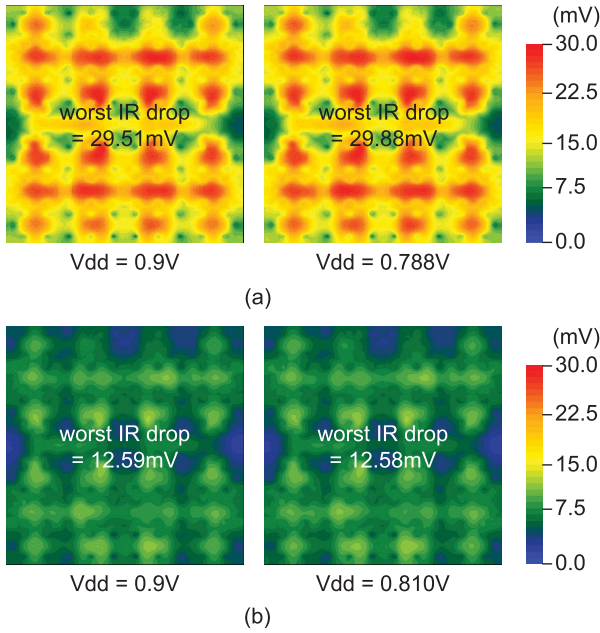 (mV)
30.0
22.5
15.0
7.5
0.0
worst IR drop
= 29.51mV
worst IR drop
= 29.88mV
Vdd = 0.9V
Vdd = 0.788V
(a)
(mV)
30.0
22.5
15.0
7.5
0.0
worst IR drop
= 12.59mV
worst IR drop
= 12.58mV
Vdd = 0.9V
Vdd = 0.810V
(b)